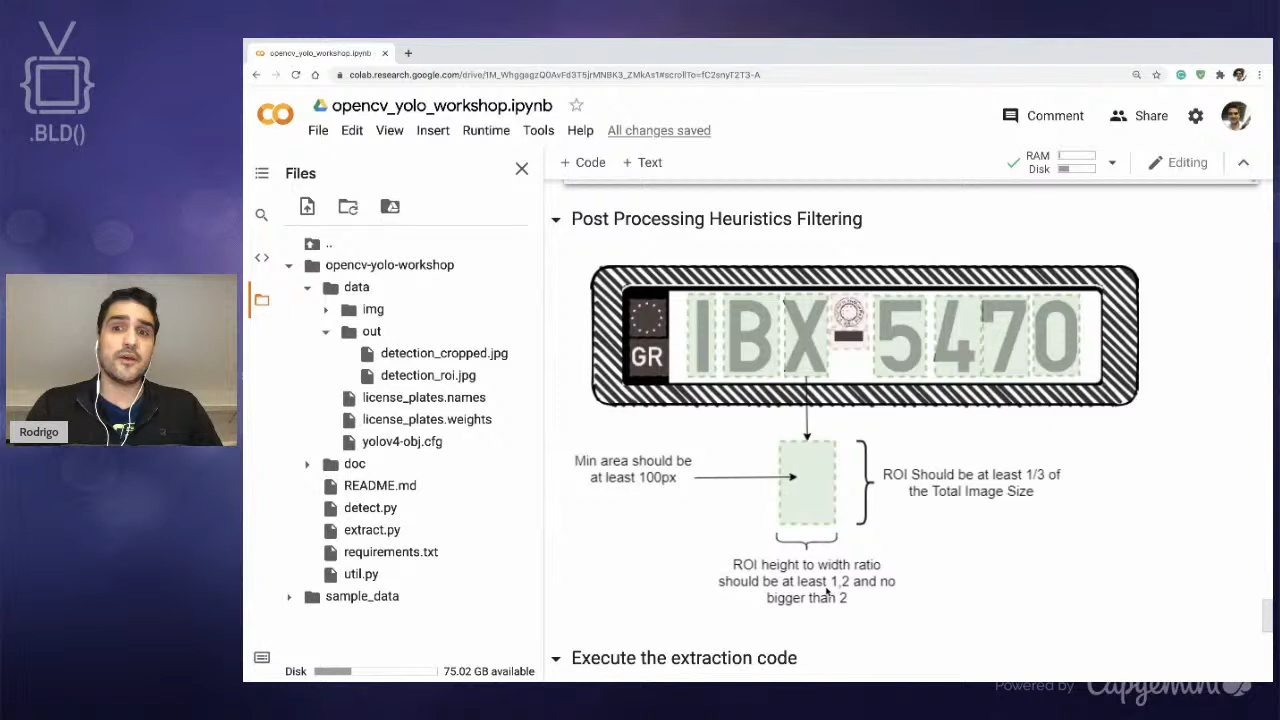 .BLD()
Rodrigo
opencv_yolo_workshop.ipynb
colab.research.google.com/drive/1M_WhggagzQ0AvFd3T5jrMNBK3_ZMkAs1#scrollTo=fC2snyT2T3-A
opencv_yolo_workshop.ipynb
Comment
Share
File Edit View Insert Runtime Tools Help All changes saved
Files
+ Code + Text
RAM
Disk
Editing
..
opencv-yolo-workshop
data
img
out
detection_cropped.jpg
detection_roi.jpg
license_plates.names
license_plates.weights
yolov4-obj.cfg
doc
README.md
detect.py
extract.py
requirements.txt
util.py
sample_data
Disk 75.02 GB available
Post Processing Heuristics Filtering
GR
IBX 5470
Min area should be
at least 100px
ROI Should be at least 1/3 of
the Total Image Size
ROI height to width ratio
should be at least 1,2 and no
bigger than 2
Execute the extraction code
Powered by Capgemini